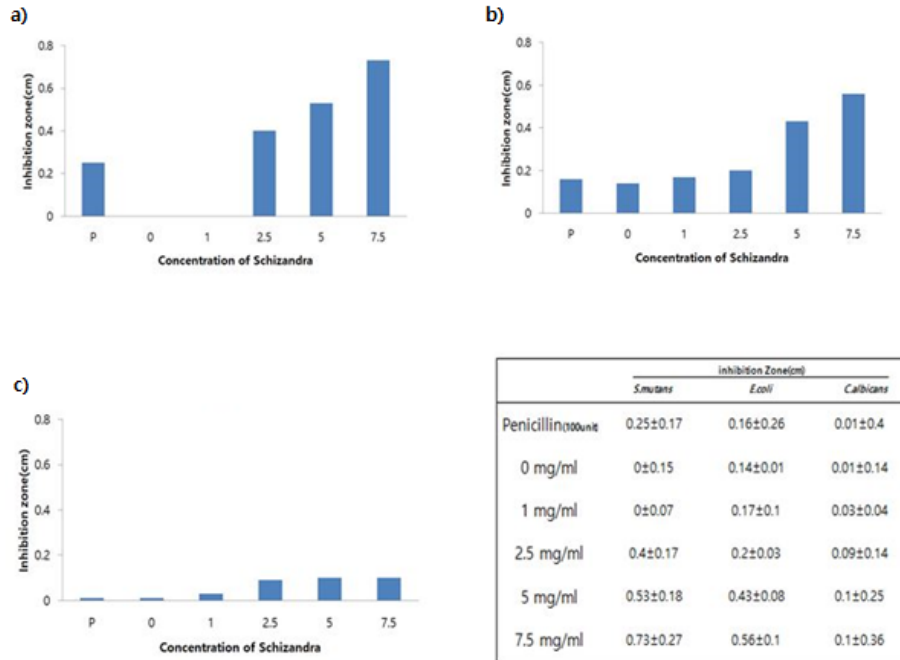 a)
Inhibition zone(cm)
0.8
0.6
0.4
0.2
0
P 0 1 2.5 5 7.5
Concentration of Schizandra
b)
Inhibition zone(cm)
0.8
0.6
0.4
0.2
0
P 0 1 2.5 5 7.5
Concentration of Schizandra
c)
Inhibition zone(cm)
0.8
0.6
0.4
0.2
0
P 0 1 2.5 5 7.5
Concentration of Schizandra
inhibition Zone(cm)
S.mutans E.coli C.albicans
Penicillin(100unit) 0.25±0.17 0.16±0.26 0.01±0.4
0 mg/ml 0±0.15 0.14±0.01 0.01±0.14
1 mg/ml 0±0.07 0.17±0.1 0.03±0.04
2.5 mg/ml 0.4±0.17 0.2±0.03 0.09±0.14
5 mg/ml 0.53±0.18 0.43±0.08 0.1±0.25
7.5 mg/ml 0.73±0.27 0.56±0.1 0.1±0.36